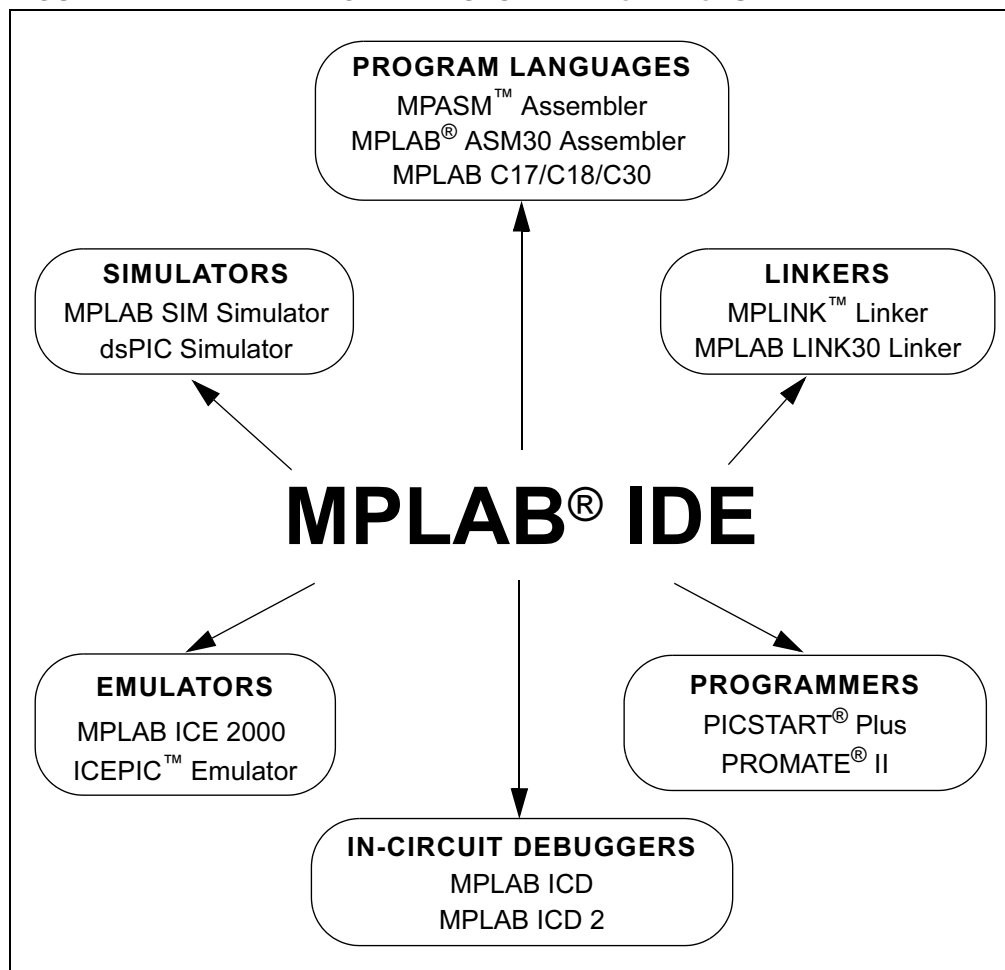 PROGRAM LANGUAGES
MPASM™ Assembler
MPLAB® ASM30 Assembler
MPLAB C17/C18/C30
SIMULATORS
MPLAB SIM Simulator
dsPIC Simulator
LINKERS
MPLINK™ Linker
MPLAB LINK30 Linker
MPLAB® IDE
EMULATORS
MPLAB ICE 2000
ICEPIC™ Emulator
PROGRAMMERS
PICSTART® Plus
PROMATE® II
IN-CIRCUIT DEBUGGERS
MPLAB ICD
MPLAB ICD 2